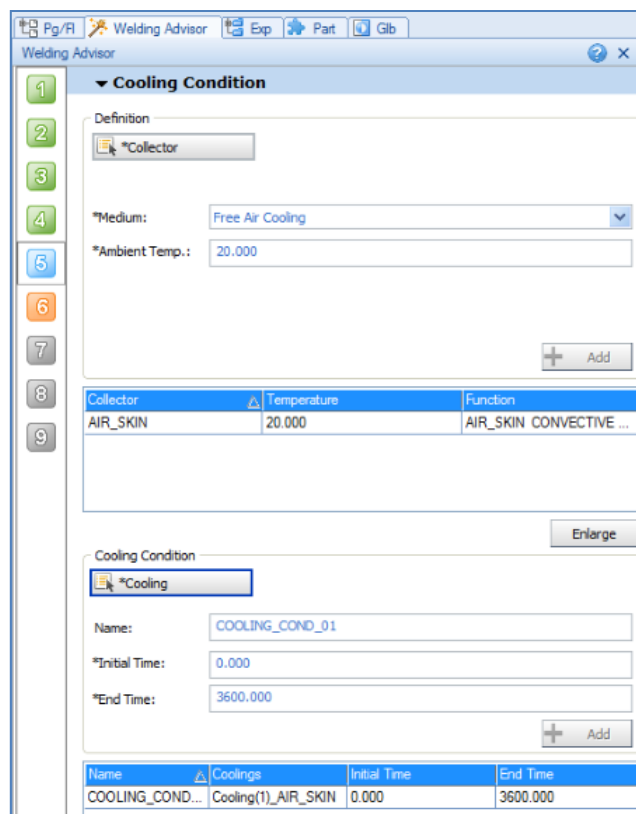 Pg/Fl Welding Advisor Exp Part Glb
Welding Advisor
1
Cooling Condition
2
3
4
5
6
7
8
9
Definition
*Collector
*Medium: Free Air Cooling
*Ambient Temp.: 20.000
Add
Collector Temperature Function
AIR_SKIN 20.000 AIR_SKIN CONVECTIVE ...
Enlarge
Cooling Condition
*Cooling
Name: COOLING_COND_01
*Initial Time: 0.000
*End Time: 3600.000
Add
Name Coolings Initial Time End Time
COOLING_COND... Cooling(1)_AIR_SKIN 0.000 3600.000